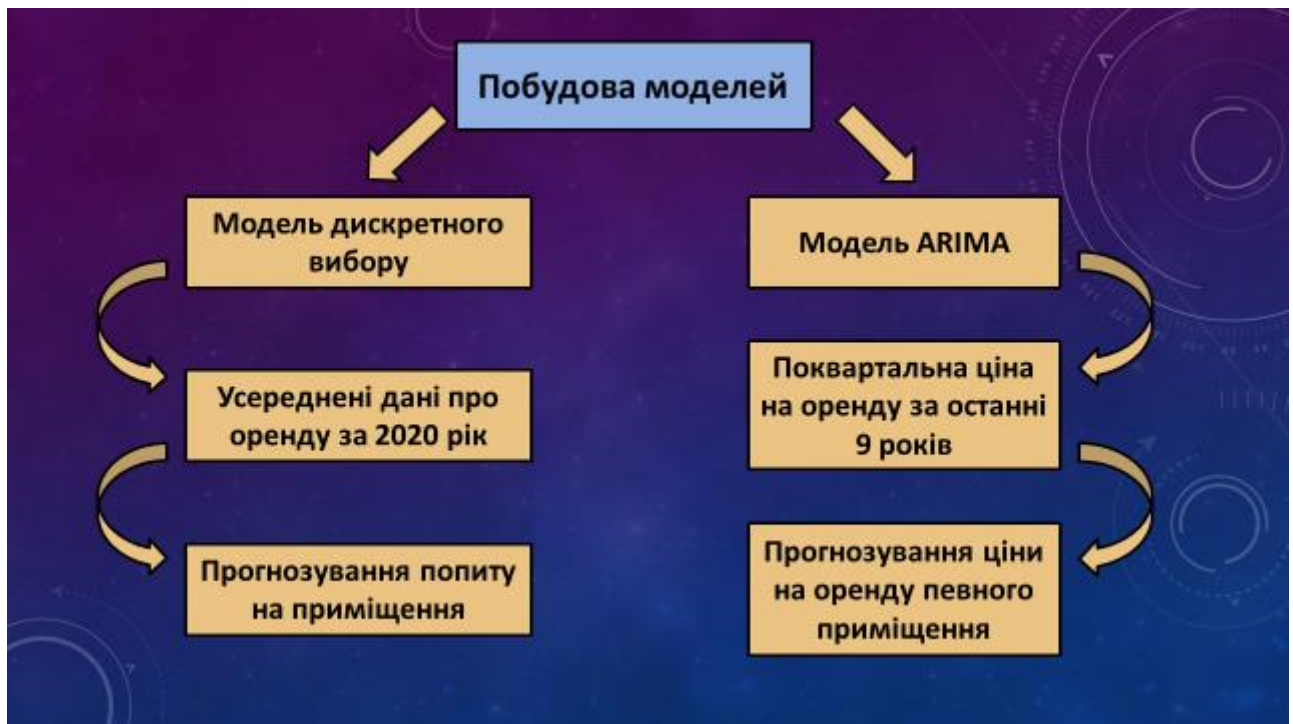 Побудова моделей
Модель дискретного
вибору
Усереднені дані про
оренду за 2020 рік
Прогнозування попиту
на приміщення
Модель ARIMA
Поквартальна ціна
на оренду за останні
9 років
Прогнозування ціни
на оренду певного
приміщення